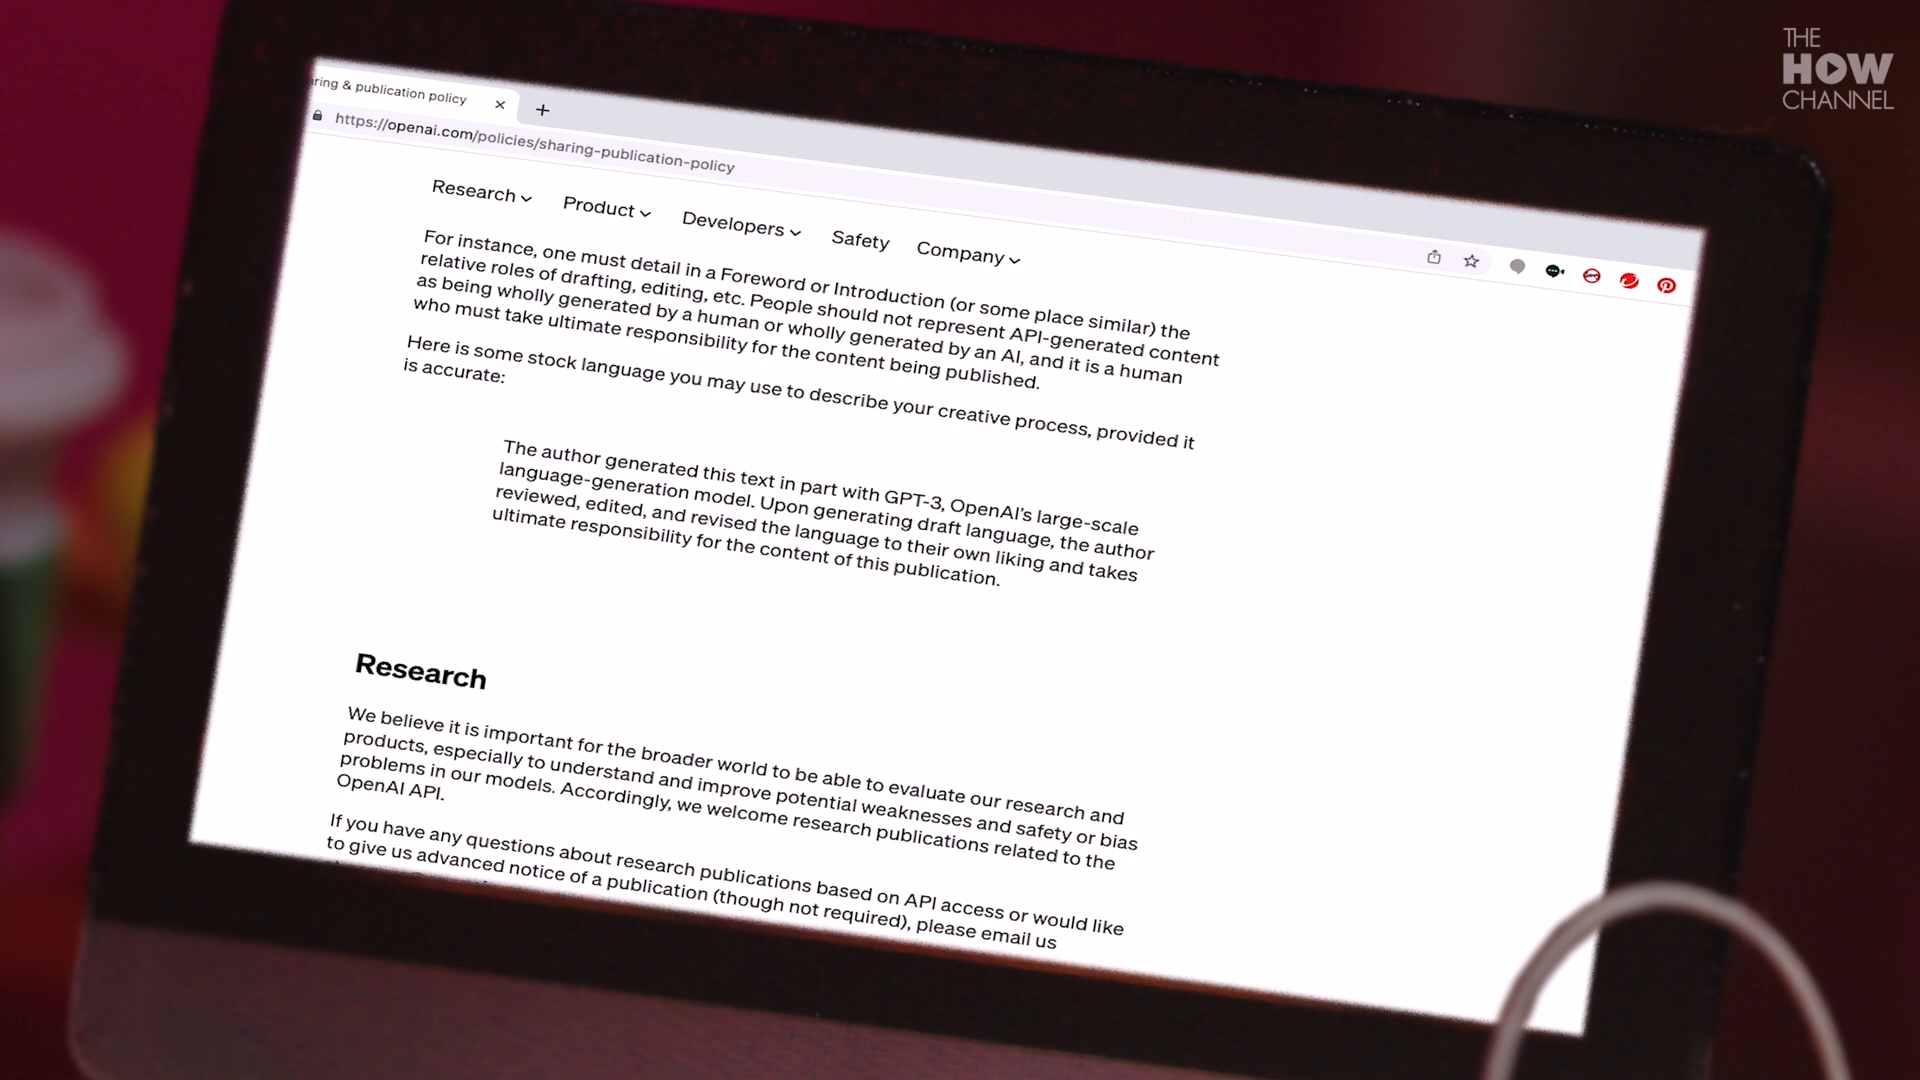 THE
HOW
CHANNEL
ring & publication policy
https://openai.com/policies/sharing-publication-policy
Research
Product
Developers
Safety
Company
For instance, one must detail in a Foreword or Introduction (or some place similar) the
relative roles of drafting, editing, etc. People should not represent API-generated content
as being wholly generated by a human or wholly generated by an AI, and it is a human
who must take ultimate responsibility for the content being published.
Here is some stock language you may use to describe your creative process, provided it
is accurate:
The author generated this text in part with GPT-3, OpenAI's large-scale
language-generation model. Upon generating draft language, the author
reviewed, edited, and revised the language to their own liking and takes
ultimate responsibility for the content of this publication.
Research
We believe it is important for the broader world to be able to evaluate our research and
products, especially to understand and improve potential weaknesses and safety or bias
problems in our models. Accordingly, we welcome research publications related to the
OpenAI API.
If you have any questions about research publications based on API access or would like
to give us advanced notice of a publication (though not required), please email us